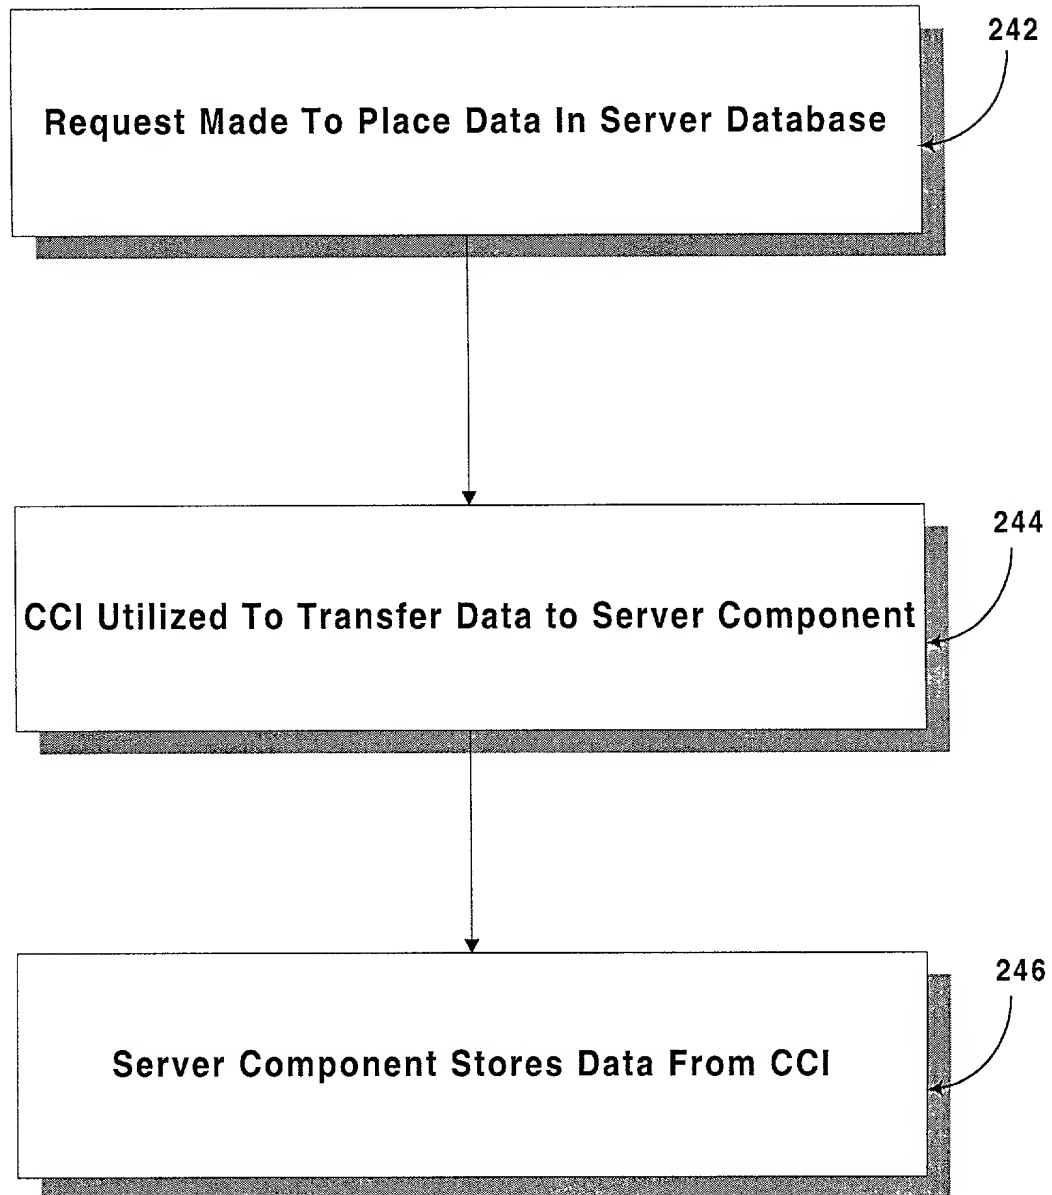 242
Request Made To Place Data In Server Database
244
CCI Utilized To Transfer Data to Server Component
246
Server Component Stores Data From CCI